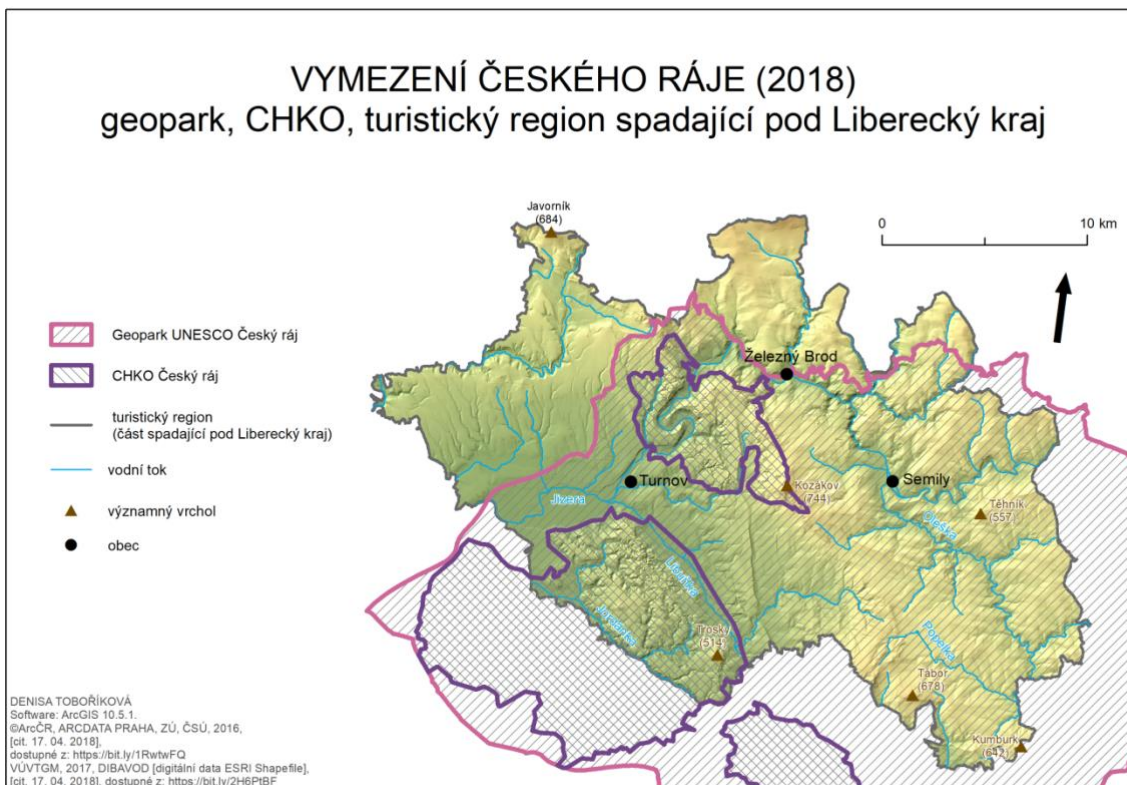 VYMEZENÍ ČESKÉHO RÁJE (2018)
geopark, CHKO, turistický region spadající pod Liberecký kraj
Javorník
(684)
0 10 km
Geopark UNESCO Český ráj
CHKO Český ráj
turistický region
(část spadající pod Liberecký kraj)
vodní tok
významný vrchol
obec
Železný Brod
Turnov
Kozákov
(744)
Semily
Těhník
(557)
Jizera
Oleška
Libuňka
Javornka
Trosky
(514)
Popelka
Tábor
(678)
Kumburk
(642)
DENISA TOBOŘÍKOVÁ
Software: ArcGIS 10.5.1.
©ArcČR, ARCDATA PRAHA, ZÚ, ČSÚ, 2016,
[cit. 17. 04. 2018],
dostupné z: https://bit.ly/1RwtwFQ
VÚVTGM, 2017, DIBAVOD [digitální data ESRI Shapefile],
[cit. 17. 04. 2018], dostupné z: https://bit.ly/2H6PtBF